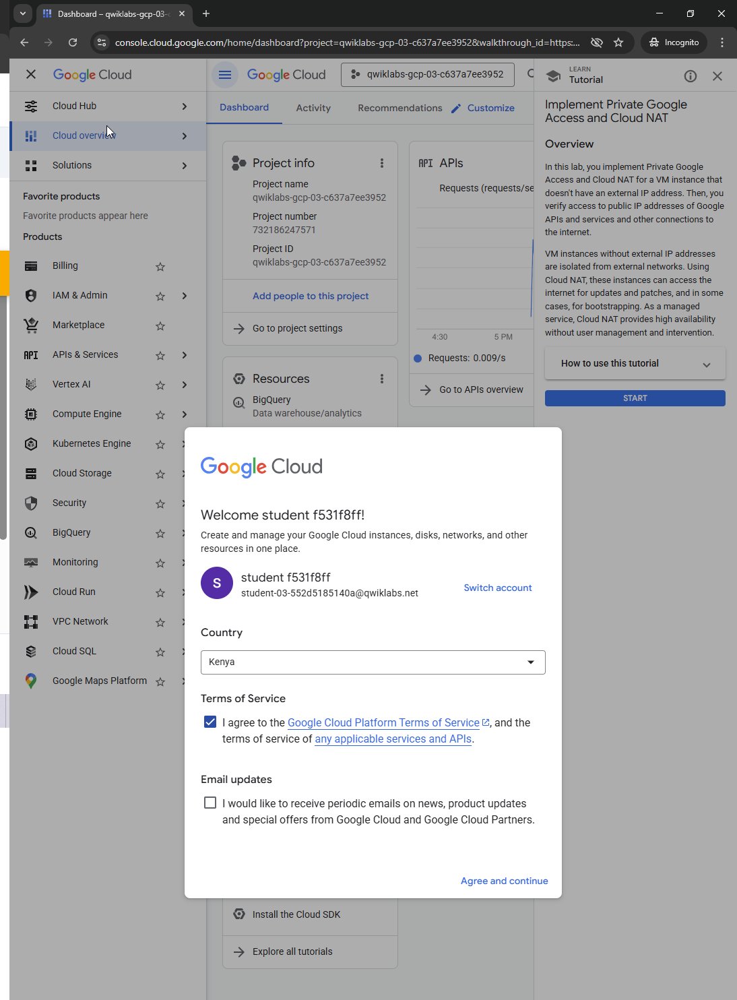 Dashboard – qwiklabs-gcp-03-
console.cloud.google.com/home/dashboard?project=qwiklabs-gcp-03-c637a7ee3952&walkthrough_id=https:...
Incognito
Google Cloud
Cloud Hub
Cloud overview
Solutions
Favorite products
Favorite products appear here
Products
Billing
IAM & Admin
Marketplace
APIs & Services
Vertex AI
Compute Engine
Kubernetes Engine
Cloud Storage
Security
BigQuery
Monitoring
Cloud Run
VPC Network
Cloud SQL
Google Maps Platform
Google Cloud
qwiklabs-gcp-03-c637a7ee3952
Dashboard
Activity
Recommendations
Customize
Project info
Project name
qwiklabs-gcp-03-c637a7ee3952
Project number
732186247571
Project ID
qwiklabs-gcp-03-c637a7ee3952
Add people to this project
Go to project settings
Resources
BigQuery
Data warehouse/analytics
API APIs
Requests (requests/se
4:30
5 PM
Requests: 0.009/s
Go to APIs overview
LEARN
Tutorial
Implement Private Google
Access and Cloud NAT
Overview
In this lab, you implement Private Google
Access and Cloud NAT for a VM instance that
doesn't have an external IP address. Then, you
verify access to public IP addresses of Google
APIs and services and other connections to
the internet.
VM instances without external IP addresses
are isolated from external networks. Using
Cloud NAT, these instances can access the
internet for updates and patches, and in some
cases, for bootstrapping. As a managed
service, Cloud NAT provides high availability
without user management and intervention.
How to use this tutorial
START
Google Cloud
Welcome student f531f8ff!
Create and manage your Google Cloud instances, disks, networks, and other
resources in one place.
S
student f531f8ff
student-03-552d5185140a@qwiklabs.net
Switch account
Country
Kenya
Terms of Service
I agree to the Google Cloud Platform Terms of Service, and the
terms of service of any applicable services and APIs.
Email updates
I would like to receive periodic emails on news, product updates
and special offers from Google Cloud and Google Cloud Partners.
Agree and continue
Install the Cloud SDK
Explore all tutorials